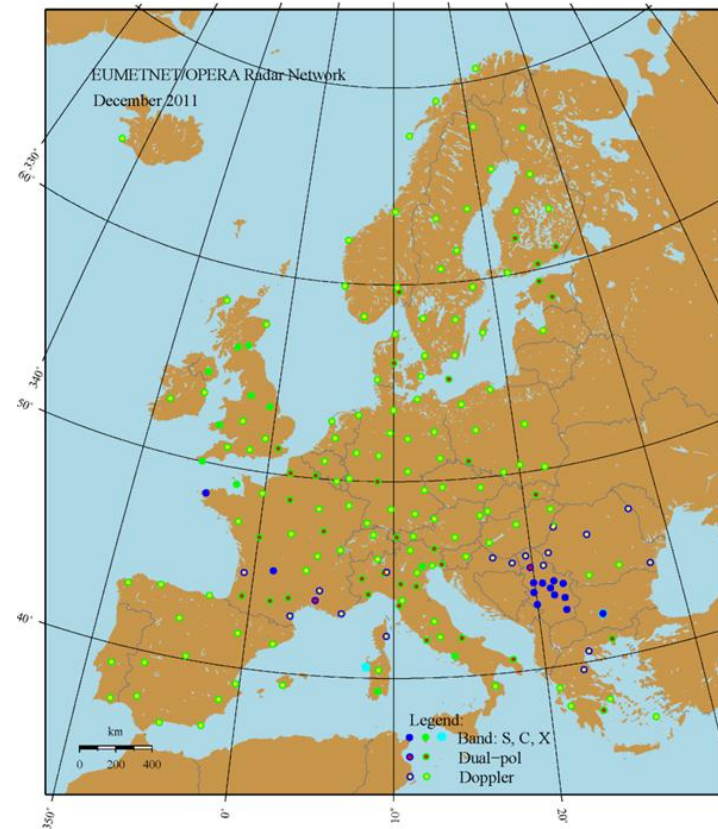 EUMETNET/OPERA Radar Network
December 2011
330°
60°
340°
50°
40°
km
0 200 400
Legend:
Band: S, C, X
Dual-pol
Doppler
350°
0°
10°
20°